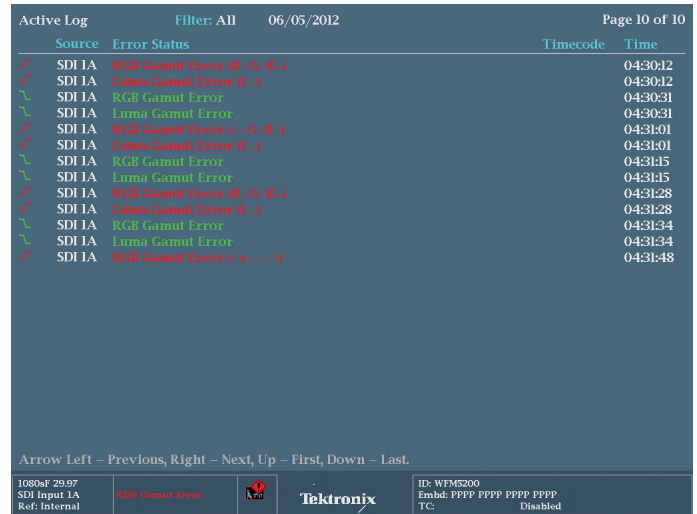 Active Log Filter: All 06/05/2012 Page 10 of 10
Source Error Status Timecode Time
SDI 1A RGB Gamut Error (R--G--B--) 04:30:12
SDI 1A Luma Gamut Error (l --) 04:30:12
SDI 1A RGB Gamut Error 04:30:31
SDI 1A Luma Gamut Error 04:30:31
SDI 1A RGB Gamut Error (---G--B--) 04:31:01
SDI 1A Luma Gamut Error (l --) 04:31:01
SDI 1A RGB Gamut Error 04:31:15
SDI 1A Luma Gamut Error 04:31:15
SDI 1A RGB Gamut Error (R--G--B--) 04:31:28
SDI 1A Luma Gamut Error (l --) 04:31:28
SDI 1A RGB Gamut Error 04:31:34
SDI 1A Luma Gamut Error 04:31:34
SDI 1A RGB Gamut Error 04:31:48
Arrow Left – Previous, Right – Next, Up – First, Down – Last.
1080sF 29.97
SDI Input 1A
Ref: Internal
RGB Gamut Error
Tektronix
ID: WFM5200
Embd: PPPP PPPP PPPP PPPP
TC: Disabled